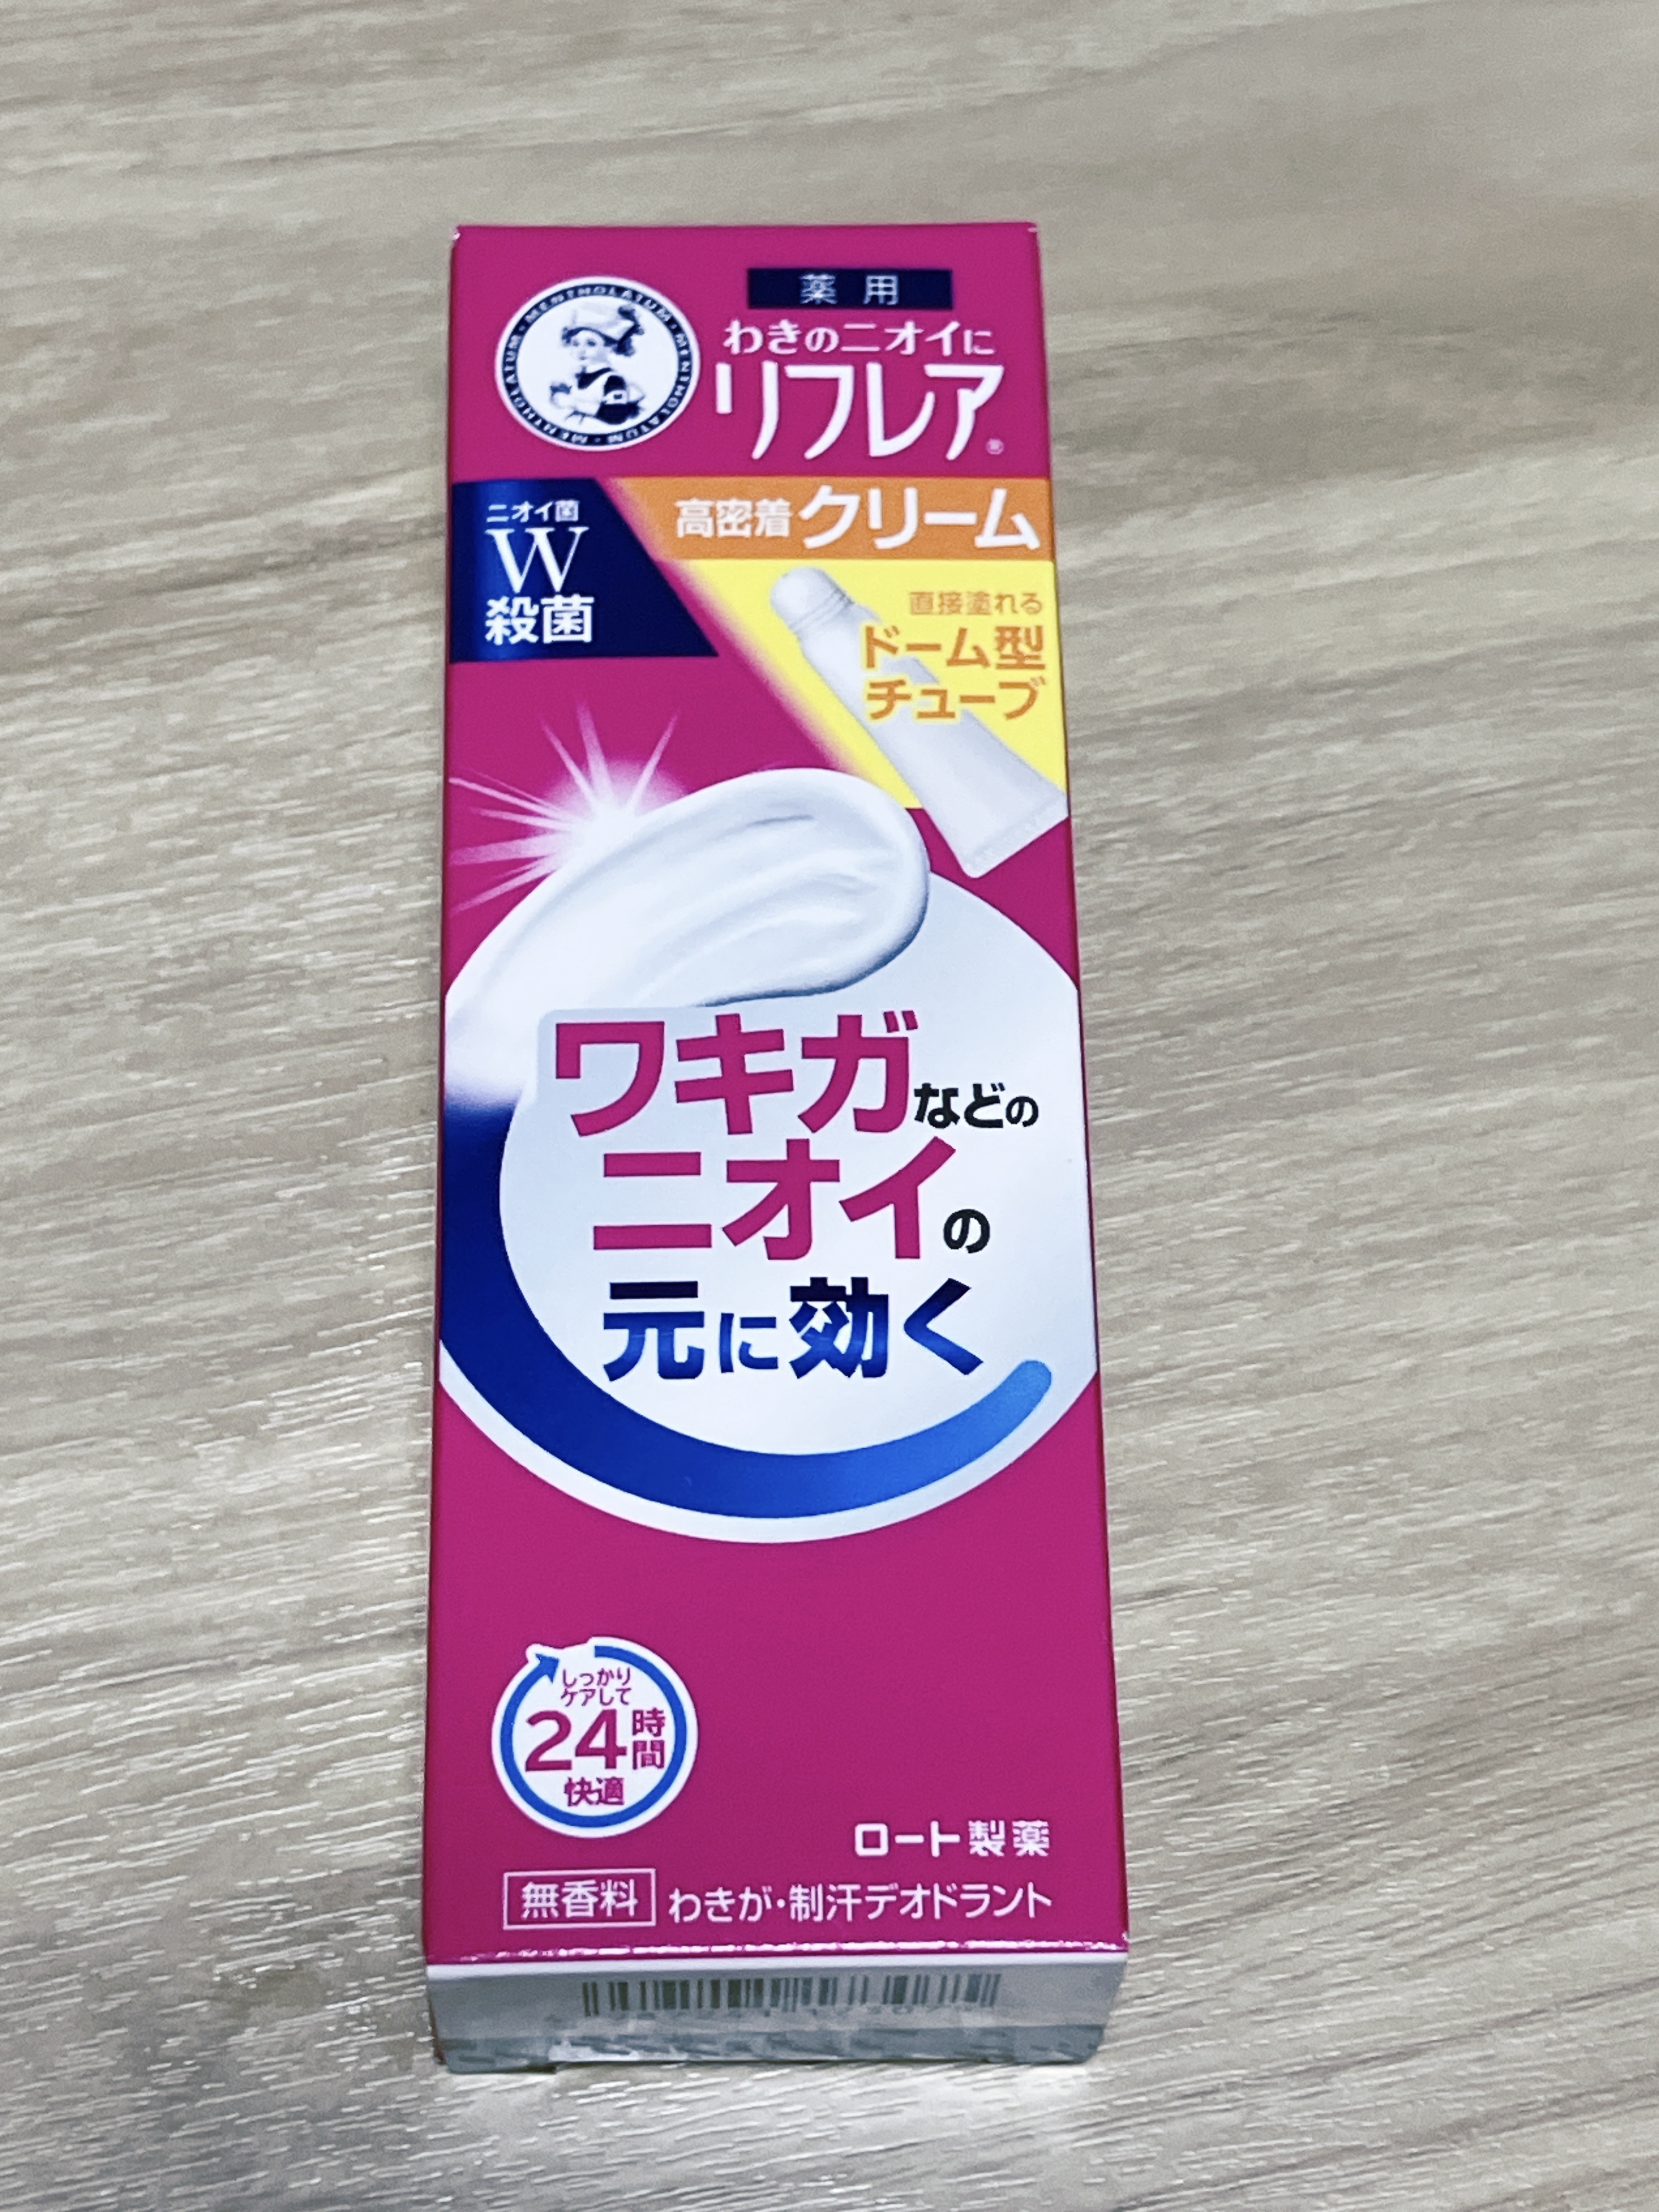 薬用
わきのニオイに
リフレア®
MENTHOLATUM・MENTHOLATUM・MENTHOLATUM・MENTHOLATUM
ニオイ菌
W
殺菌
高密着クリーム
直接塗れる
ドーム型
チューブ
ワキガなどの
ニオイの
元に効く
しっかり
ケアして
24時間
快適
ロート製薬
無香料 わきが・制汗デオドラント